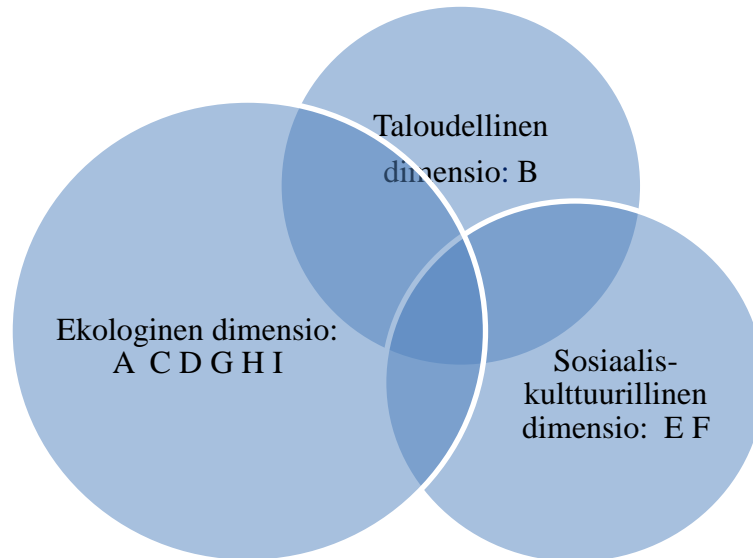 Taloudellinen
dimensio: B
Ekologinen dimensio:
A C D G H I
Sosiaalis-
kulttuurillinen
dimensio: E F